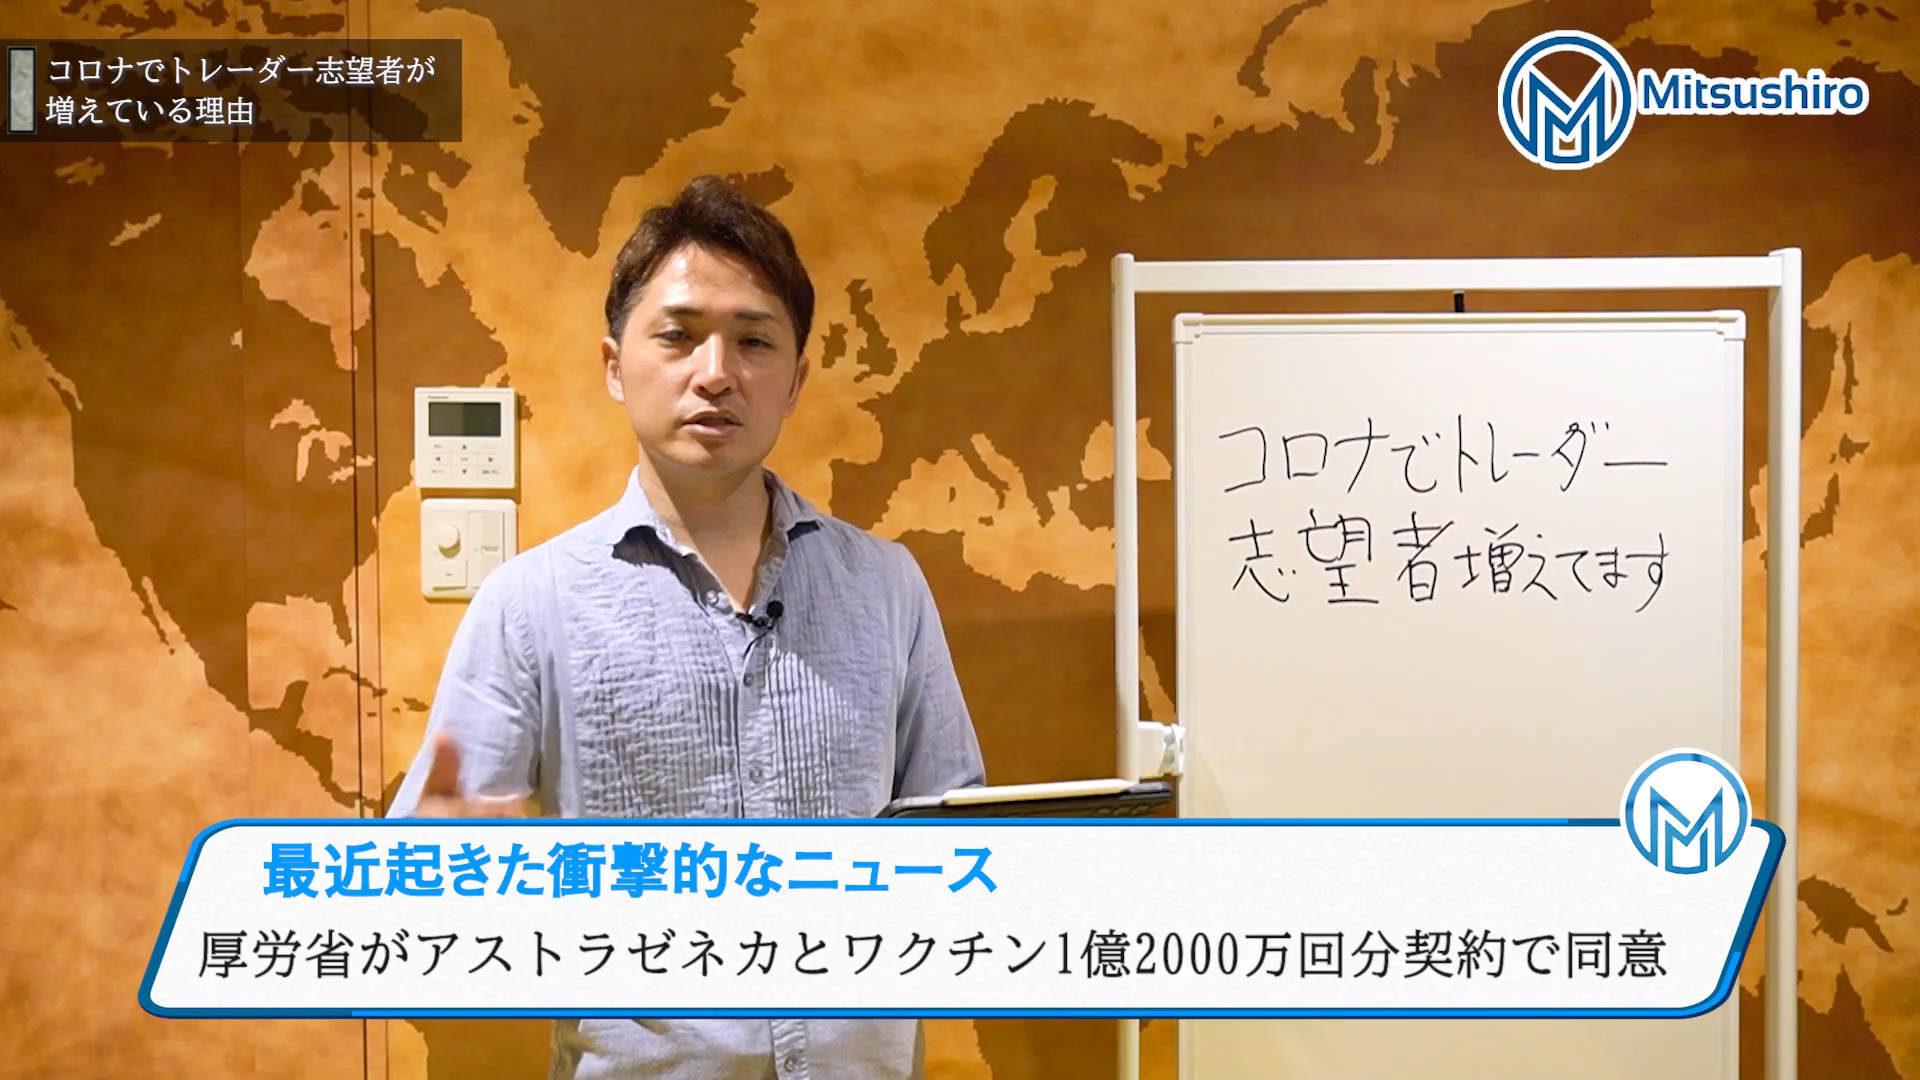 コロナでトレーダー志望者が
増えている理由
Mitsushiro
コロナでトレーダー
志望者増えてます
最近起きた衝撃的なニュース
厚労省がアストラゼネカとワクチン1億2000万回分契約で同意